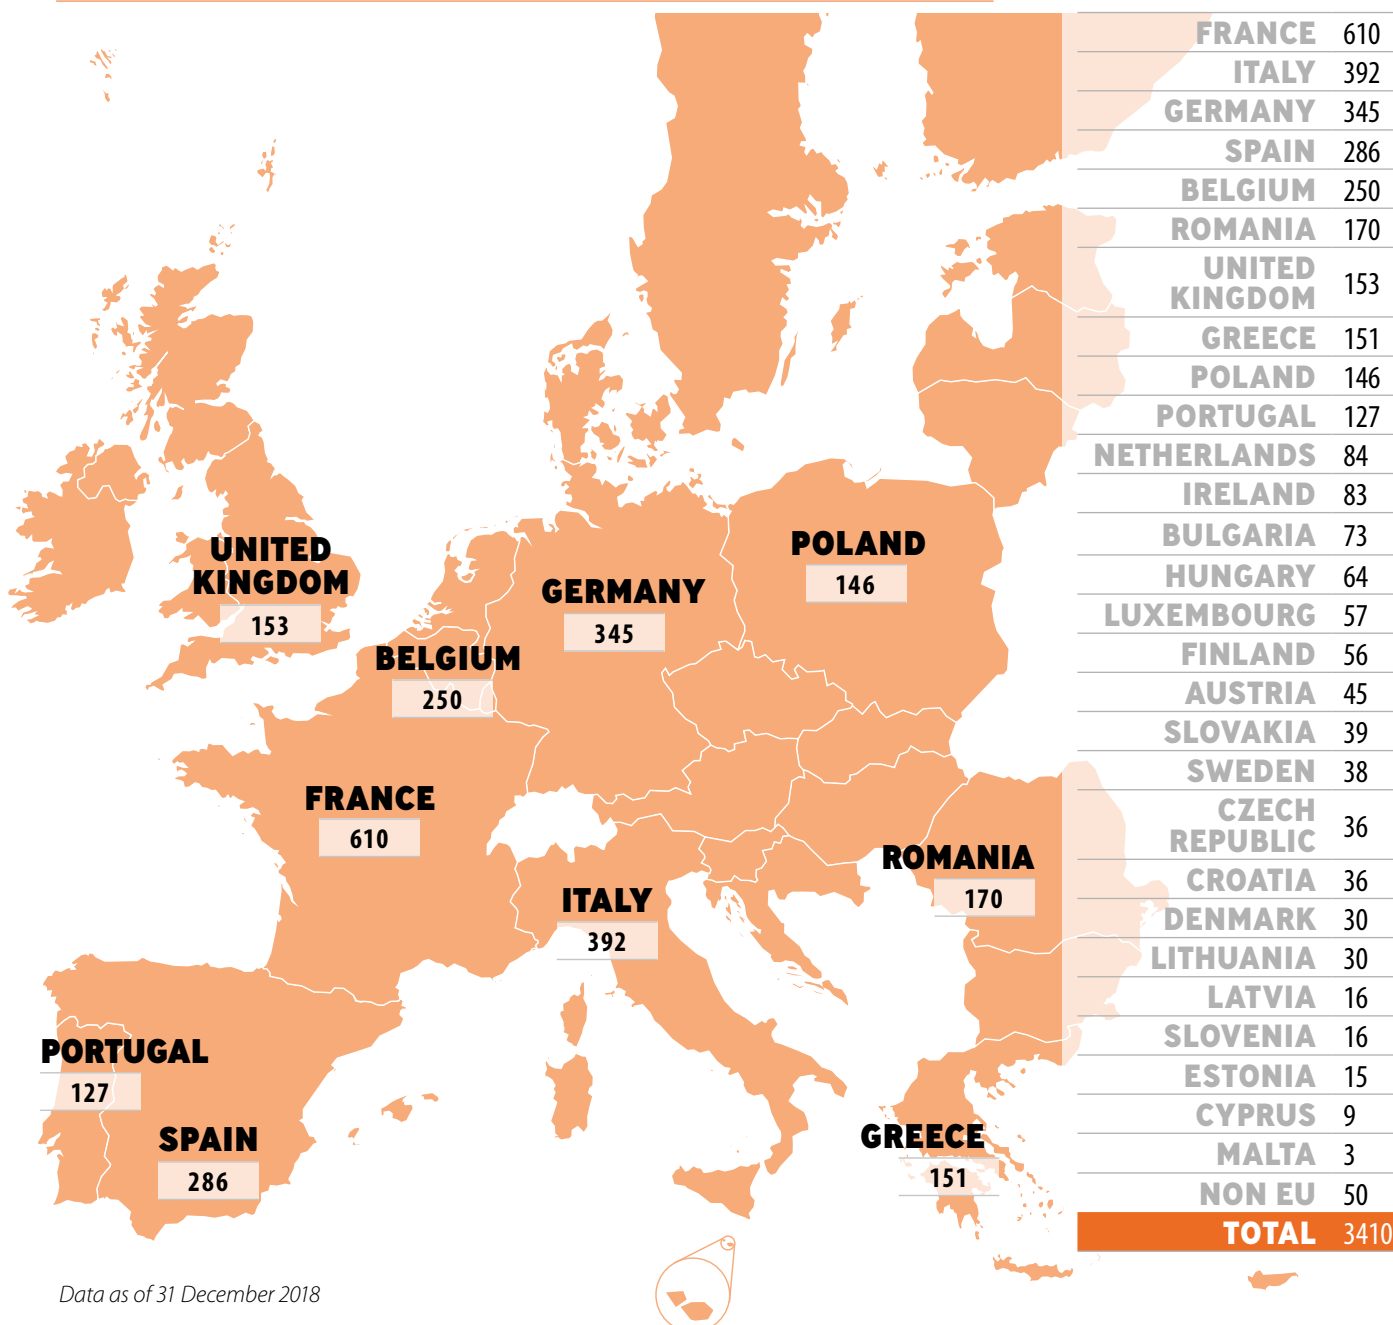 UNITED
KINGDOM
153
BELGIUM
250
GERMANY
345
POLAND
146
FRANCE
610
ITALY
392
ROMANIA
170
PORTUGAL
127
SPAIN
286
GREECE
151
Data as of 31 December 2018
FRANCE 610
ITALY 392
GERMANY 345
SPAIN 286
BELGIUM 250
ROMANIA 170
UNITED
KINGDOM 153
GREECE 151
POLAND 146
PORTUGAL 127
NETHERLANDS 84
IRELAND 83
BULGARIA 73
HUNGARY 64
LUXEMBOURG 57
FINLAND 56
AUSTRIA 45
SLOVAKIA 39
SWEDEN 38
CZECH
REPUBLIC 36
CROATIA 36
DENMARK 30
LITHUANIA 30
LATVIA 16
SLOVENIA 16
ESTONIA 15
CYPRUS 9
MALTA 3
NON EU 50
TOTAL 3410